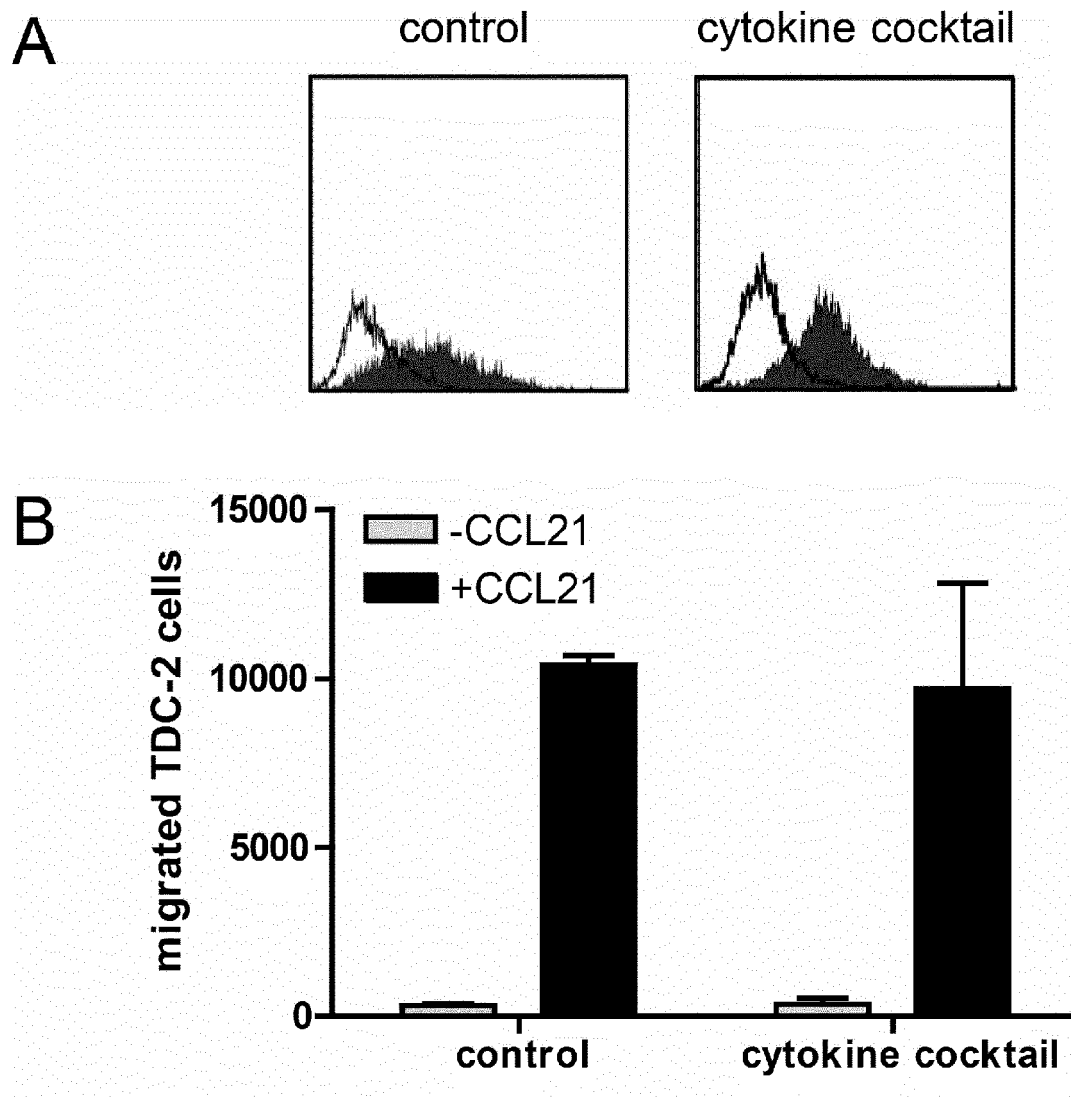 A
control
cytokine cocktail
B
migrated TDC-2 cells
15000
10000
5000
0
-CCL21
+CCL21
control
cytokine cocktail